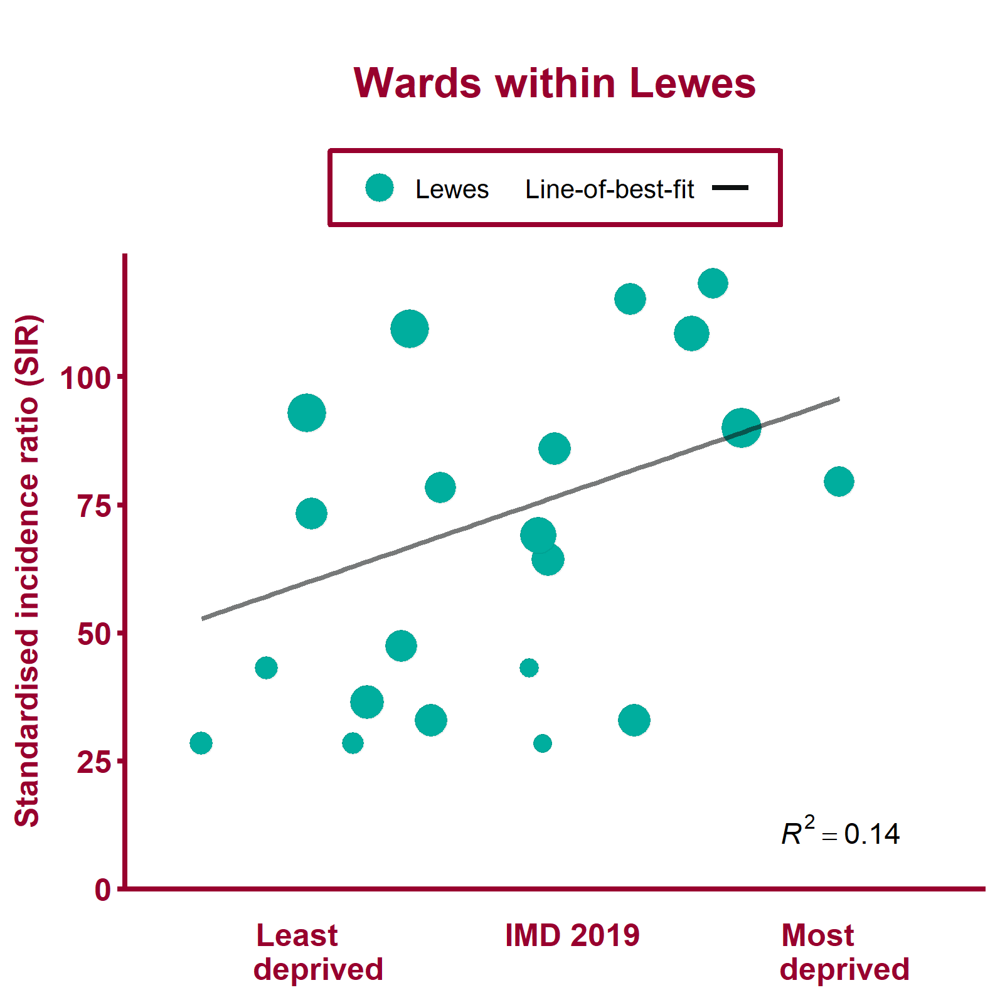 Wards within Lewes
Lewes Line-of-best-fit
Standardised incidence ratio (SIR)
100
75
50
25
0
R² = 0.14
Least deprived
IMD 2019
Most deprived